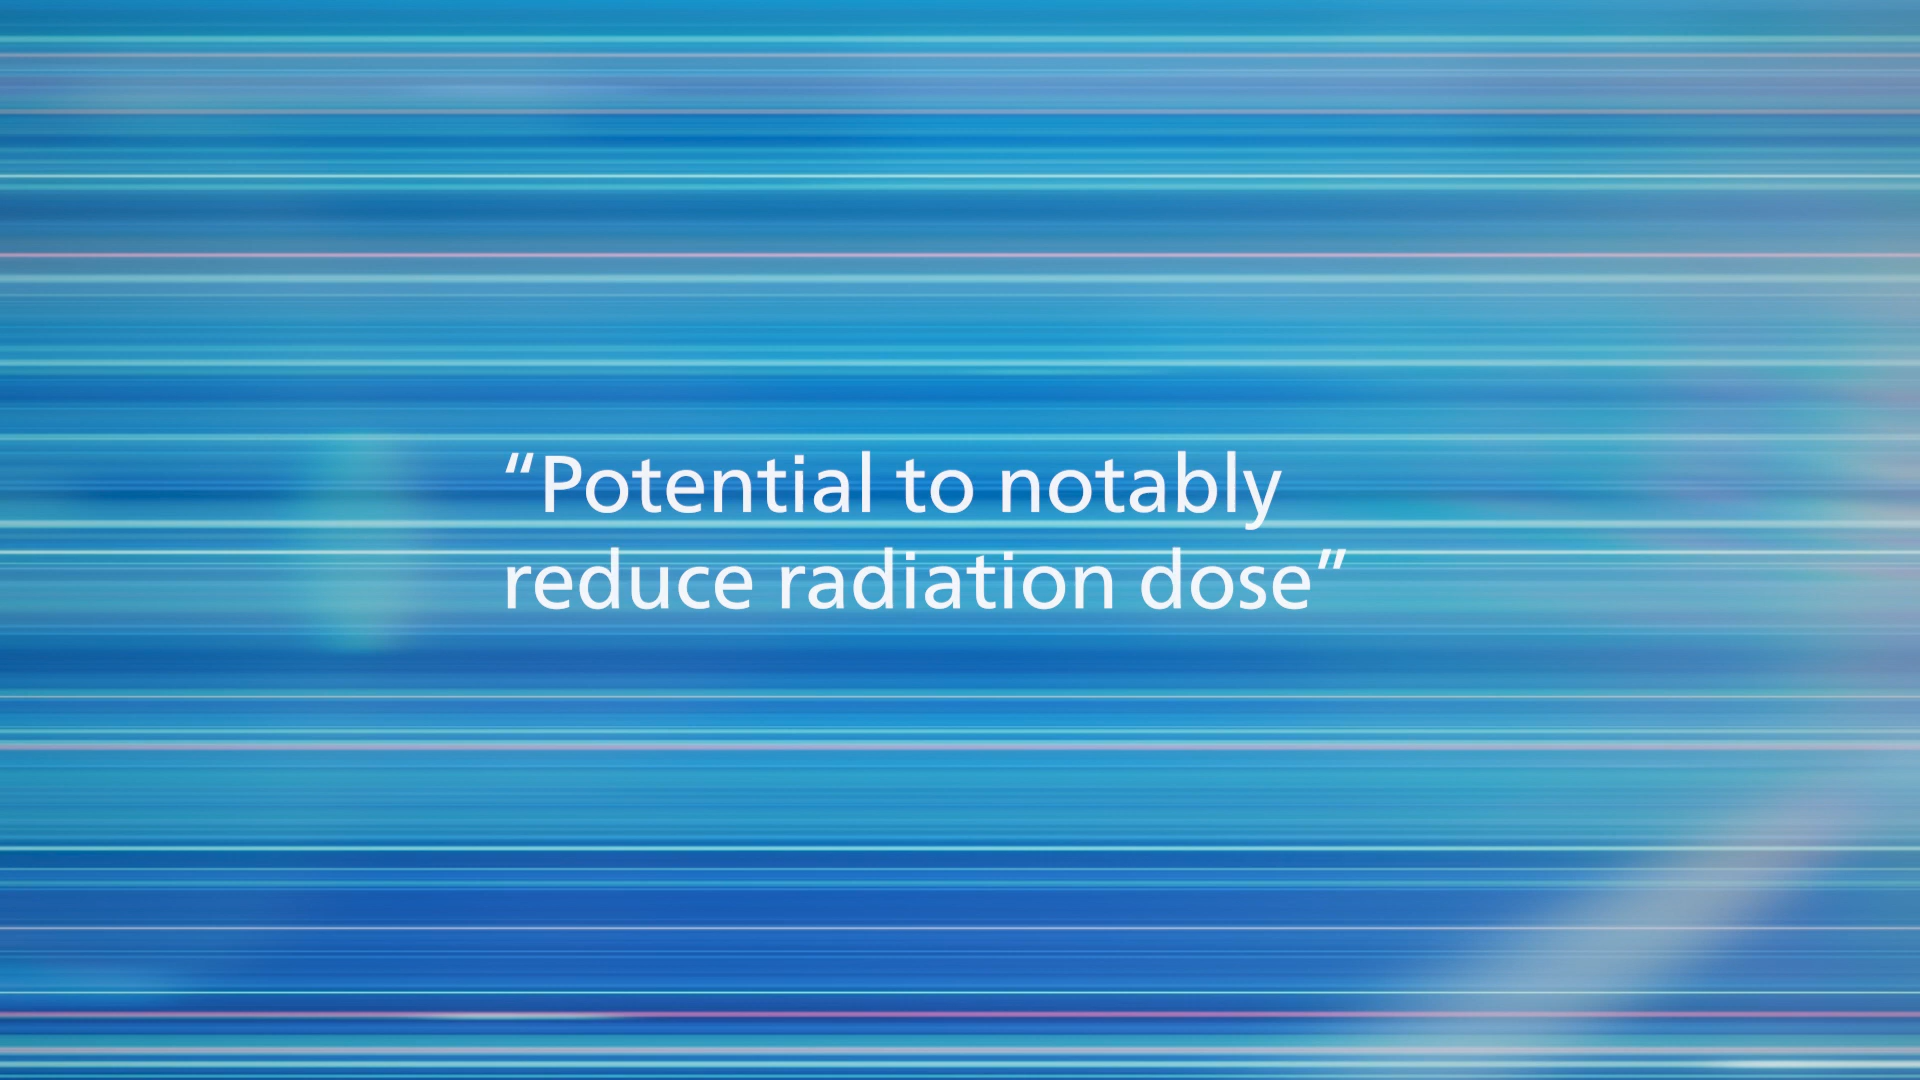 “Potential to notably
reduce radiation dose”